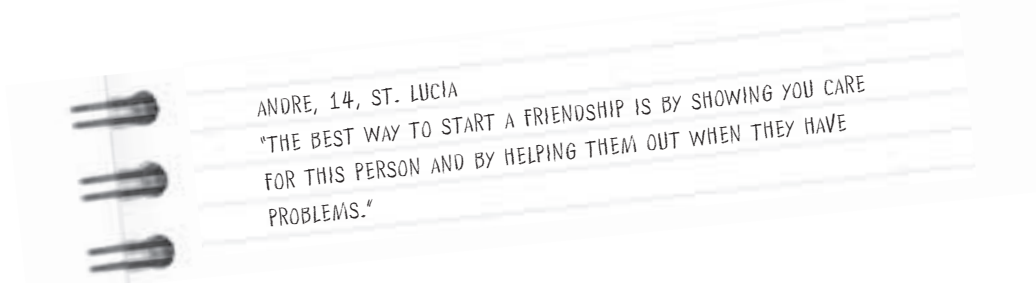 ANDRE, 14, ST. LUCIA
"THE BEST WAY TO START A FRIENDSHIP IS BY SHOWING YOU CARE
FOR THIS PERSON AND BY HELPING THEM OUT WHEN THEY HAVE
PROBLEMS."